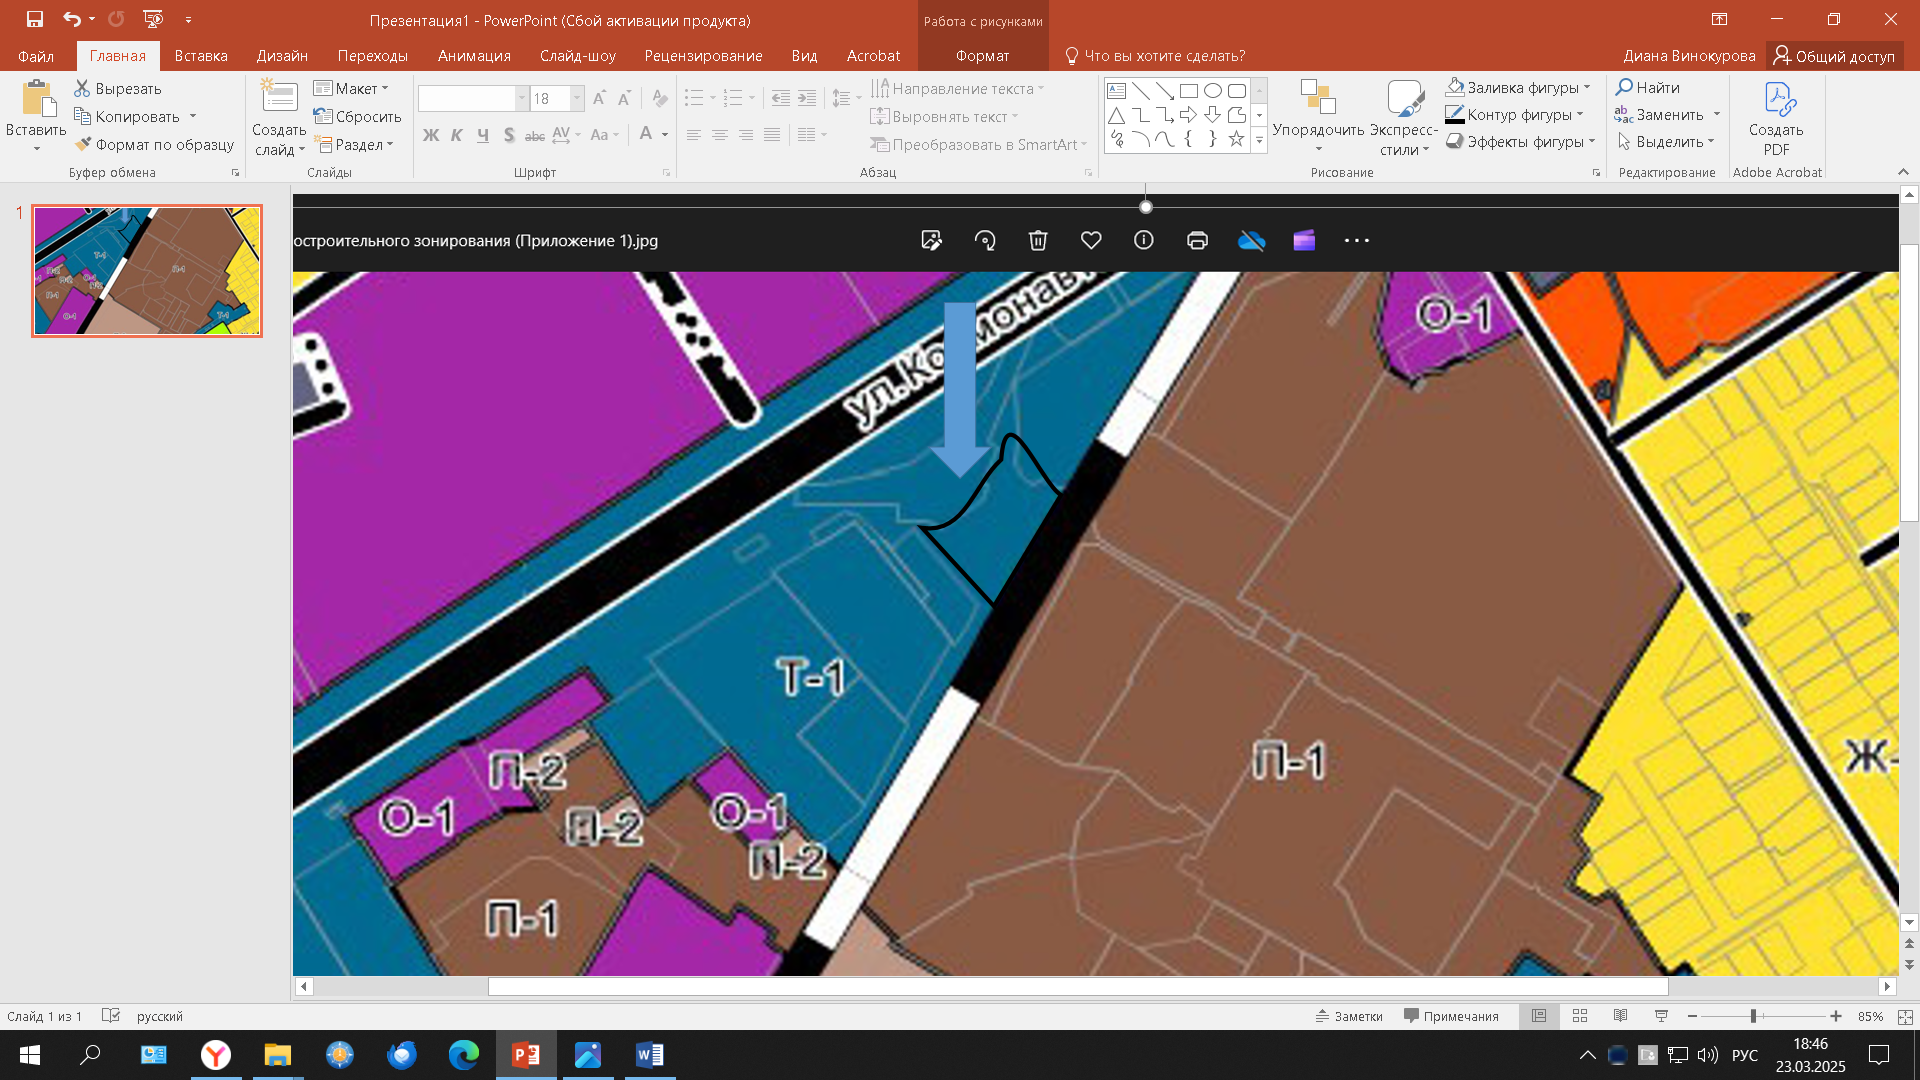 Презентация1 - PowerPoint (Сбой активации продукта)
Работа с рисунками
Файл
Главная
Вставка
Дизайн
Переходы
Анимация
Слайд-шоу
Рецензирование
Вид
Acrobat
Формат
Что вы хотите сделать?
Диана Винокурова
Общий доступ
Вставить
Вырезать
Копировать
Формат по образцу
Буфер обмена
Создать
слайд
Макет
Сбросить
Раздел
Слайды
18
Ж К Ч S abc AV Aa A
Шрифт
Направление текста
Выровнять текст
Преобразовать в SmartArt
Абзац
Упорядочить
Экспресс-
стили
Заливка фигуры
Контур фигуры
Эффекты фигуры
Рисование
Найти
Заменить
Выделить
Редактирование
Создать
PDF
Adobe Acrobat
1
остроительного зонирования (Приложение 1).jpg
О-1
Т-1
П-2
О-1
П-2
О-1
П-2
П-1
П-1
Ж-
Слайд 1 из 1
русский
Заметки
Примечания
85%
РУС
18:46
23.03.2025